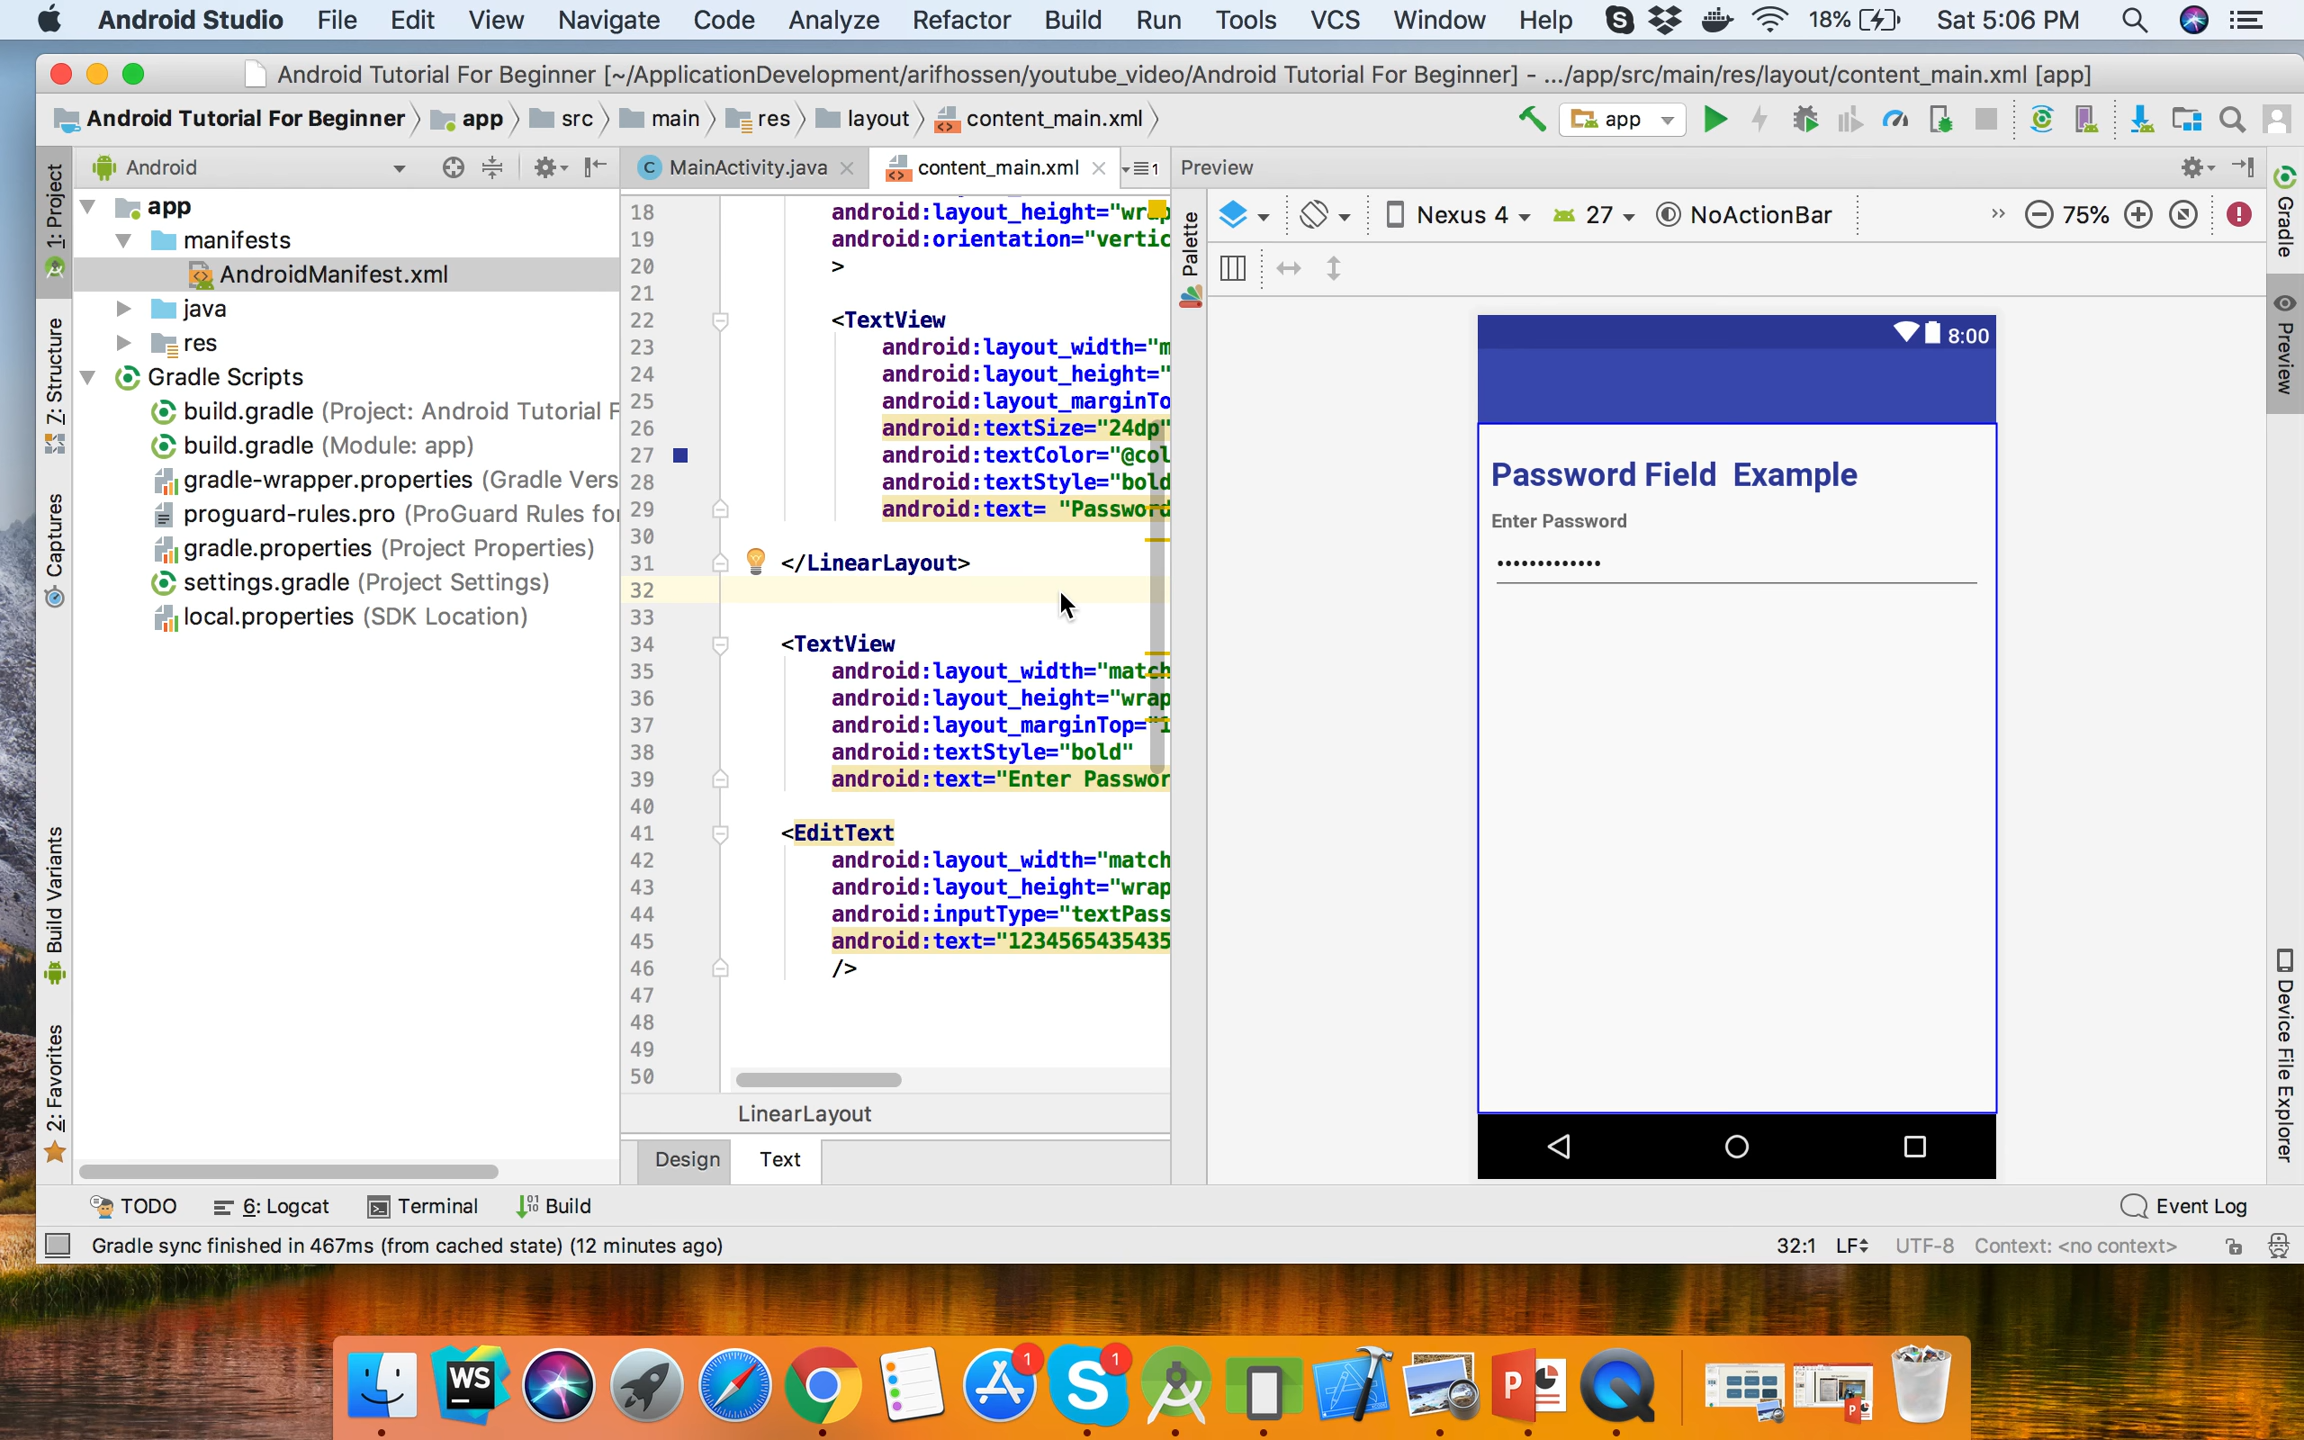 Android Studio File Edit View Navigate Code Analyze Refactor Build Run Tools VCS Window Help 18% Sat 5:06 PM
Android Tutorial For Beginner [~/ApplicationDevelopment/arifhossen/youtube_video/Android Tutorial For Beginner] - .../app/src/main/res/layout/content_main.xml [app]
Android Tutorial For Beginner app src main res layout content_main.xml app
1: Project
7: Structure
Captures
Build Variants
2: Favorites
Android
app
manifests
AndroidManifest.xml
java
res
Gradle Scripts
build.gradle (Project: Android Tutorial F
build.gradle (Module: app)
gradle-wrapper.properties (Gradle Vers
proguard-rules.pro (ProGuard Rules for
gradle.properties (Project Properties)
settings.gradle (Project Settings)
local.properties (SDK Location)
MainActivity.java content_main.xml 1
18 android:layout_height="wrap
19 android:orientation="vertic
20 >
21
22 <TextView
23 android:layout_width="m
24 android:layout_height="
25 android:layout_marginTo
26 android:textSize="24dp"
27 android:textColor="@col
28 android:textStyle="bold
29 android:text= "Password
30
31 </LinearLayout>
32
33
34 <TextView
35 android:layout_width="match
36 android:layout_height="wrap
37 android:layout_marginTop="1
38 android:textStyle="bold"
39 android:text="Enter Passwor
40
41 <EditText
42 android:layout_width="match
43 android:layout_height="wrap
44 android:inputType="textPass
45 android:text="1234565435435
46 />
47
48
49
50
LinearLayout
Design Text
Preview
Palette
Nexus 4 27 NoActionBar 75%
8:00
Password Field Example
Enter Password
•••••••••••••
Gradle
Preview
Device File Explorer
TODO 6: Logcat Terminal Build Event Log
Gradle sync finished in 467ms (from cached state) (12 minutes ago) 32:1 LF UTF-8 Context: <no context>
WS 1 S 1 P